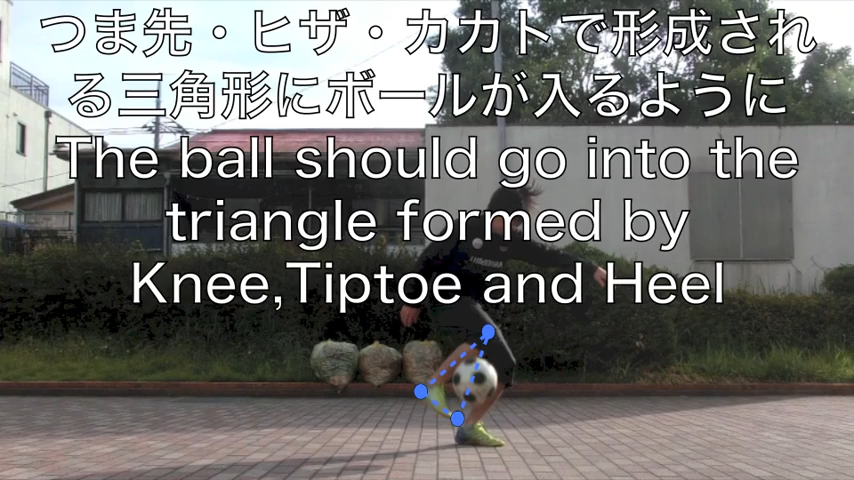 つま先・ヒザ・カカトで形成され
る三角形にボールが入るように
The ball should go into the
triangle formed by
Knee,Tiptoe and Heel